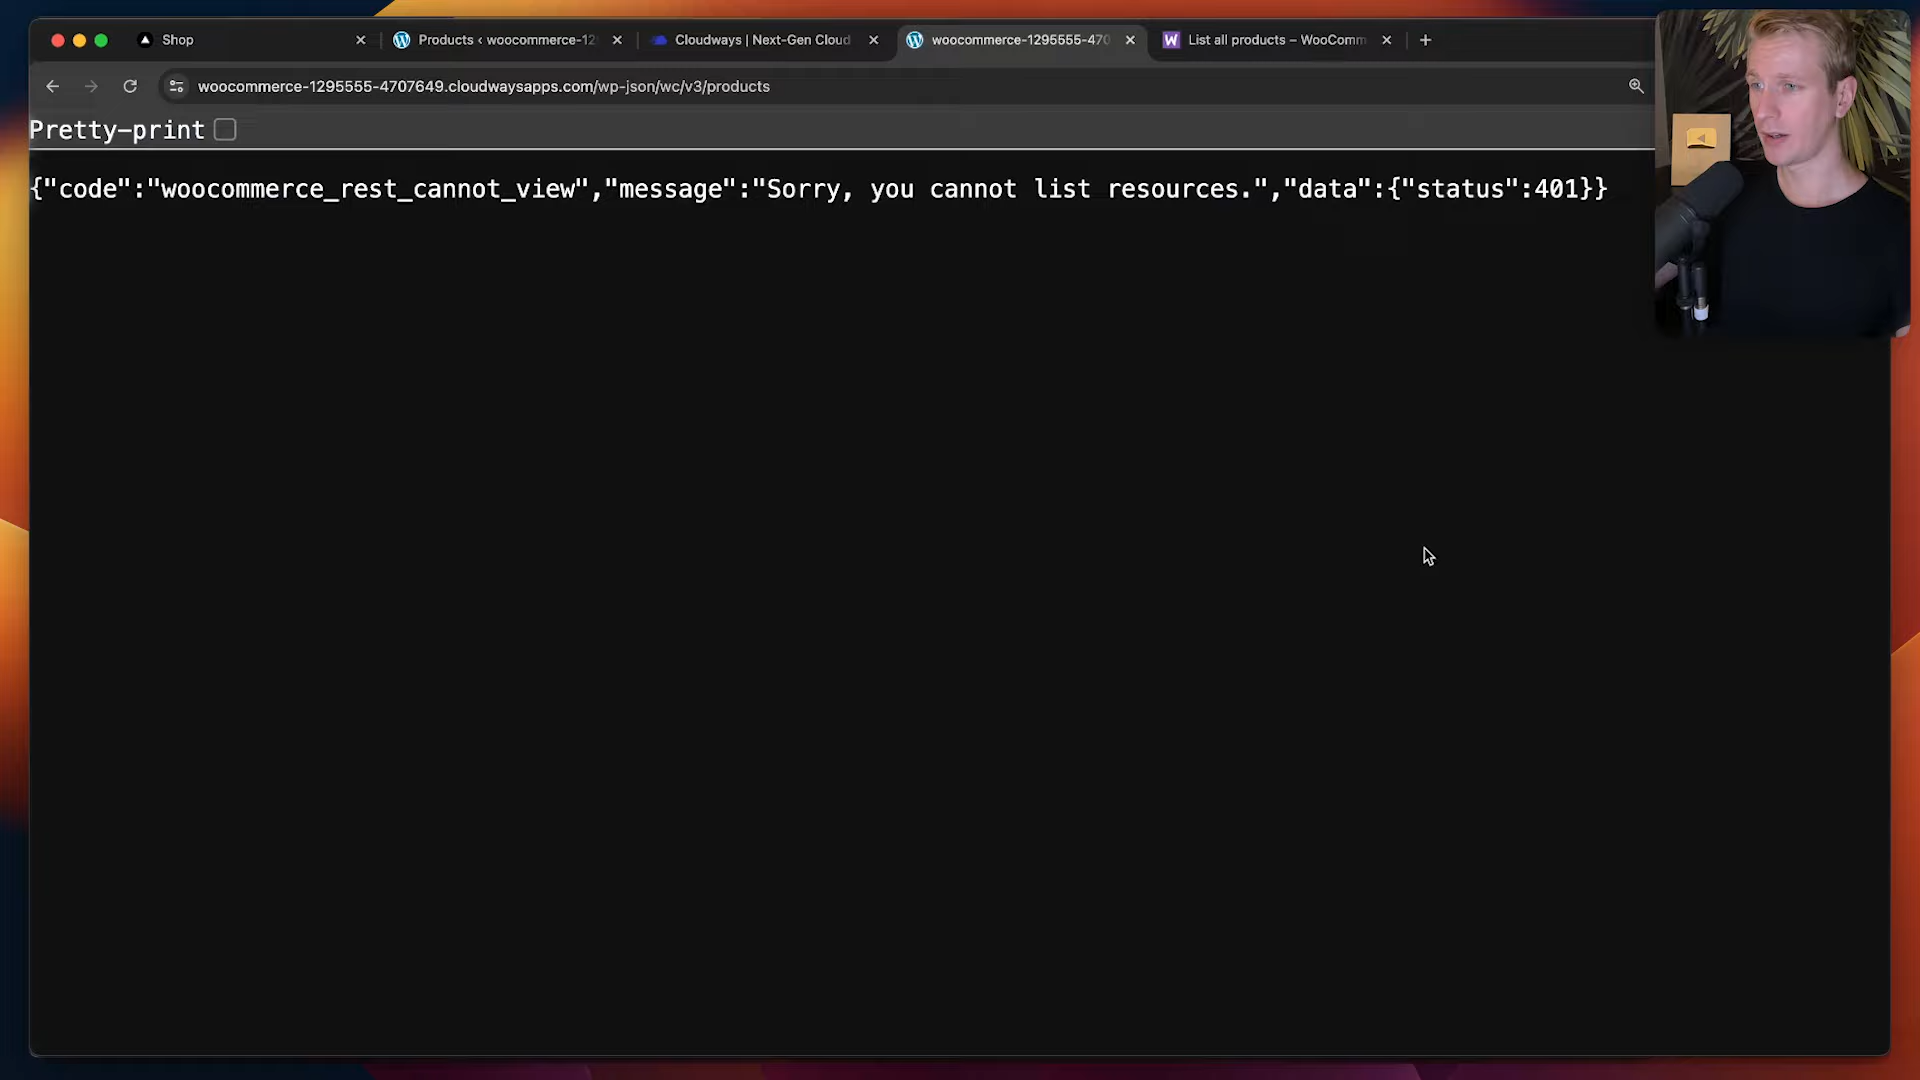 Shop
Products ‹ woocommerce-12
Cloudways | Next-Gen Cloud
woocommerce-1295555-470
List all products – WooComm
woocommerce-1295555-4707649.cloudwaysapps.com/wp-json/wc/v3/products
Pretty-print
{"code":"woocommerce_rest_cannot_view","message":"Sorry, you cannot list resources.","data":{"status":401}}